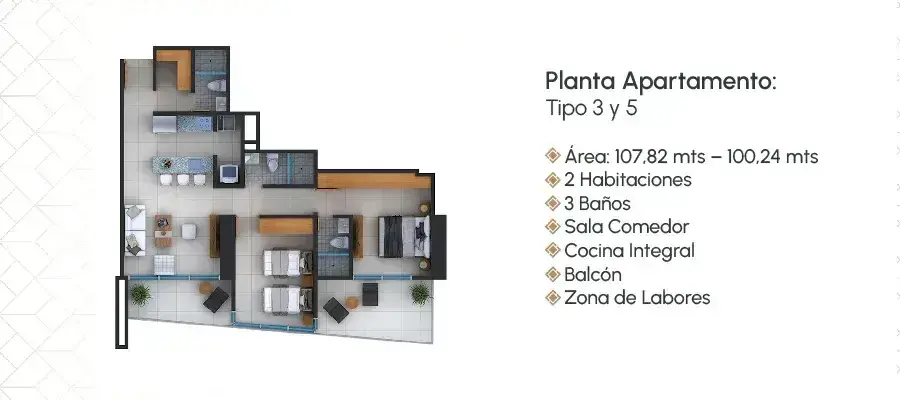 Planta Apartamento:
Tipo 3 y 5
Área: 107,82 mts – 100,24 mts
2 Habitaciones
3 Baños
Sala Comedor
Cocina Integral
Balcón
Zona de Labores